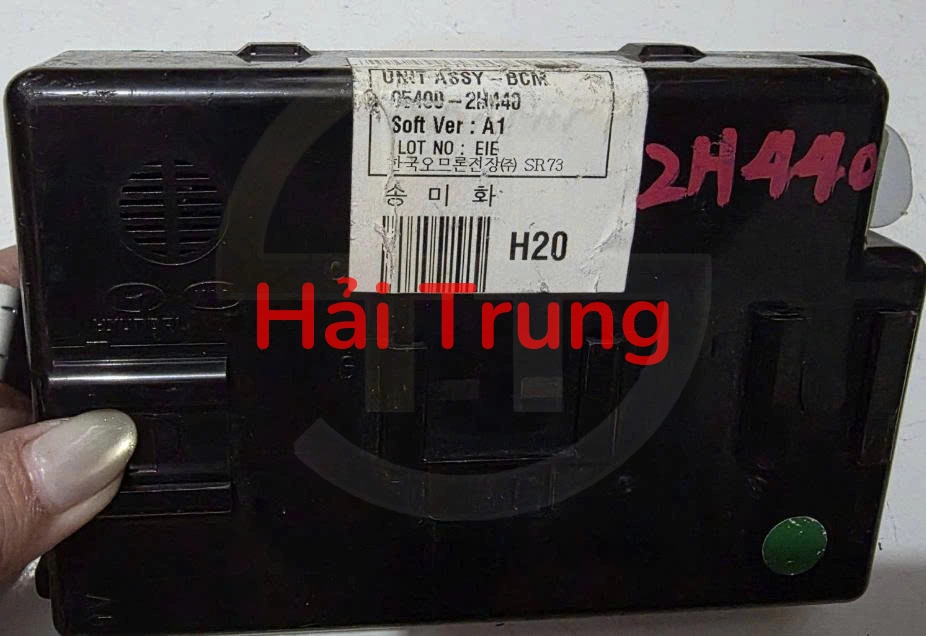 UNIT ASSY-BCM
95400-2H440
Soft Ver : A1
LOT NO : EIE
한국오므론전장(주) SR73
송 미 화
H20
2H440
Hải Trung
HYUNDAI